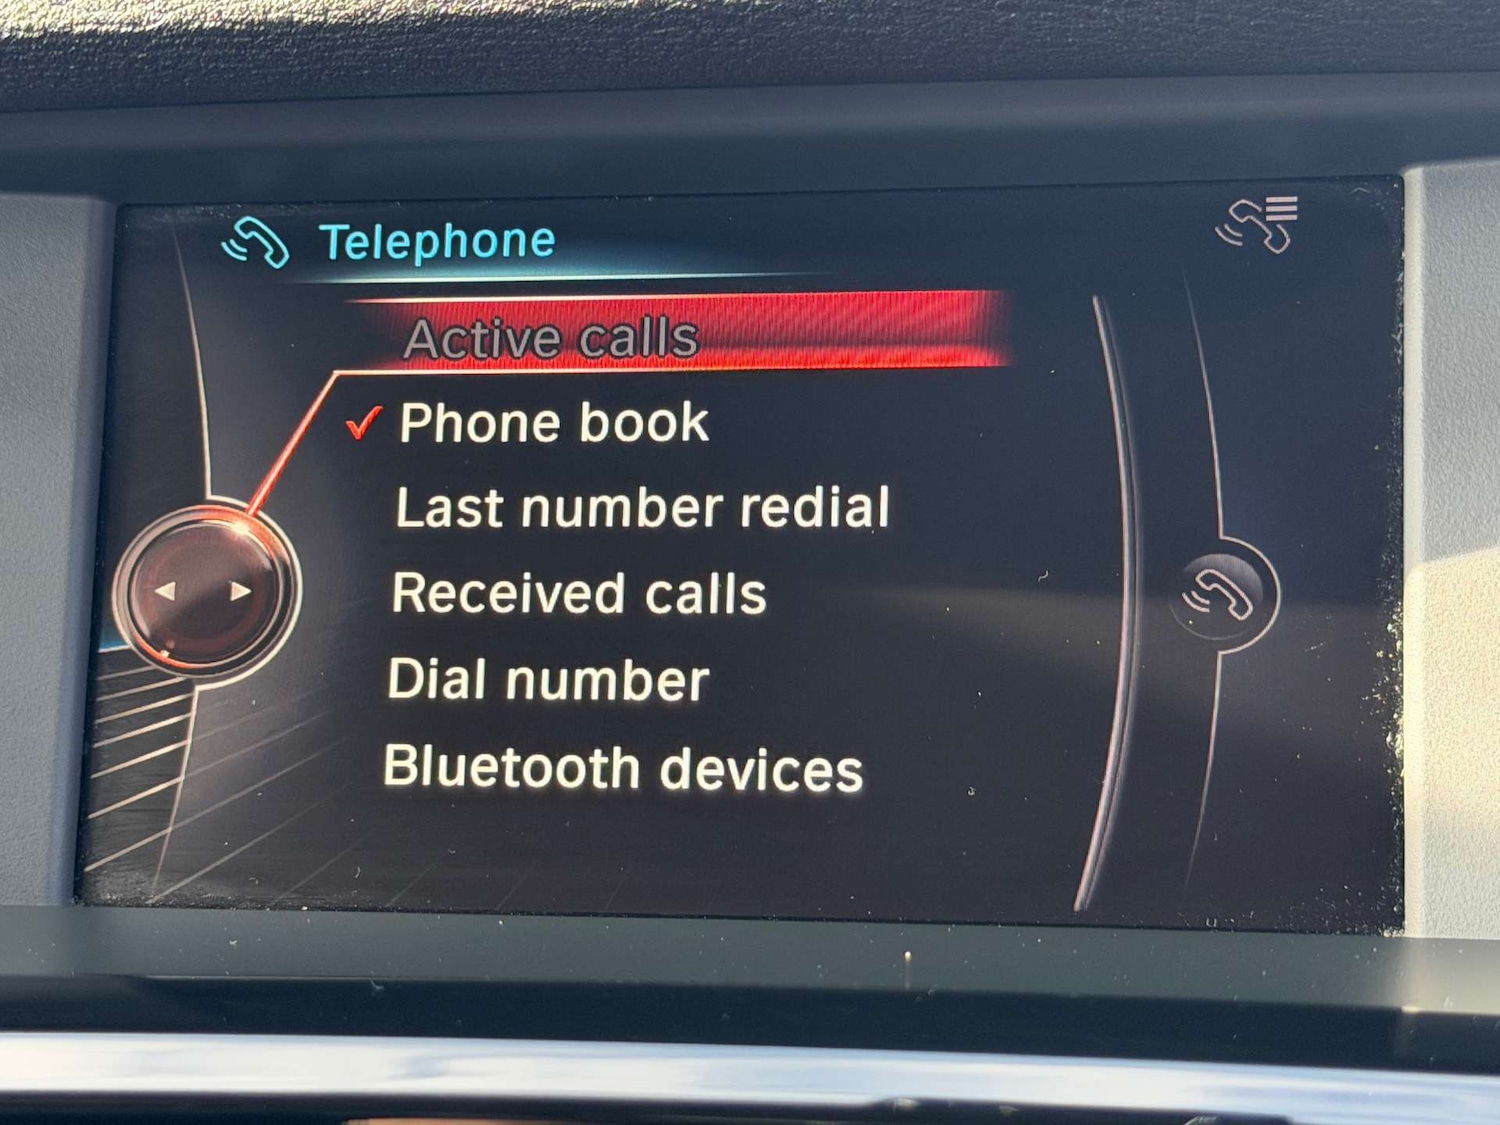 Telephone
Active calls
Phone book
Last number redial
Received calls
Dial number
Bluetooth devices